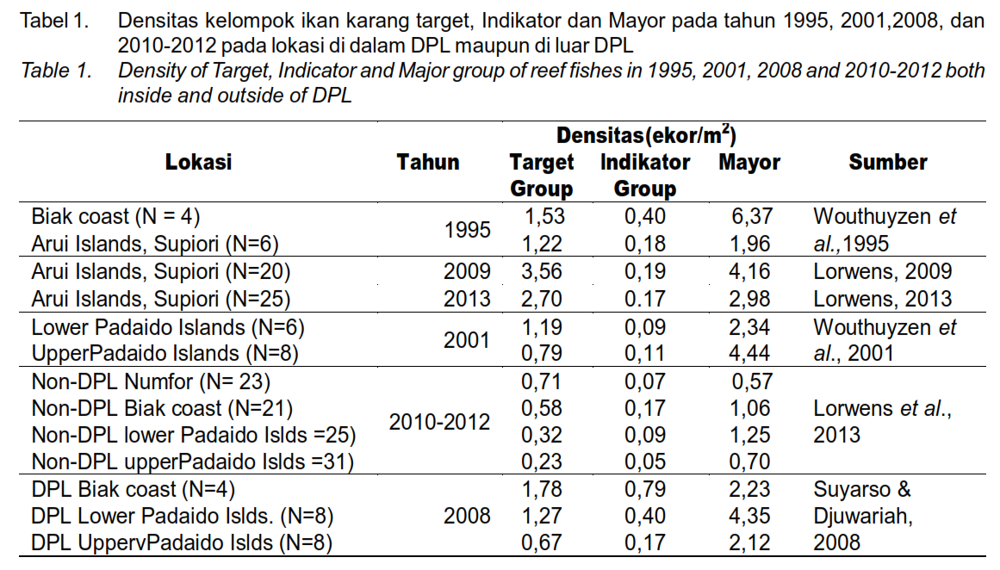 Tabel 1. Densitas kelompok ikan karang target, Indikator dan Mayor pada tahun 1995, 2001,2008, dan
2010-2012 pada lokasi di dalam DPL maupun di luar DPL
Table 1. Density of Target, Indicator and Major group of reef fishes in 1995, 2001, 2008 and 2010-2012 both
inside and outside of DPL
Densitas(ekor/m²)
Lokasi Tahun Target Indikator Mayor Sumber
Group Group
Biak coast (N = 4) 1,53 0,40 6,37 Wouthuyzen et
1995
Arui Islands, Supiori (N=6) 1,22 0,18 1,96 al.,1995
Arui Islands, Supiori (N=20) 2009 3,56 0,19 4,16 Lorwens, 2009
Arui Islands, Supiori (N=25) 2013 2,70 0.17 2,98 Lorwens, 2013
Lower Padaido Islands (N=6) 1,19 0,09 2,34 Wouthuyzen et
2001
UpperPadaido Islands (N=8) 0,79 0,11 4,44 al., 2001
Non-DPL Numfor (N= 23) 0,71 0,07 0,57
Non-DPL Biak coast (N=21) 0,58 0,17 1,06 Lorwens et al.,
2010-2012
Non-DPL lower Padaido Islds =25) 0,32 0,09 1,25 2013
Non-DPL upperPadaido Islds =31) 0,23 0,05 0,70
DPL Biak coast (N=4) 1,78 0,79 2,23 Suyarso &
DPL Lower Padaido Islds. (N=8) 2008 1,27 0,40 4,35 Djuwariah,
DPL UppervPadaido Islds (N=8) 0,67 0,17 2,12 2008